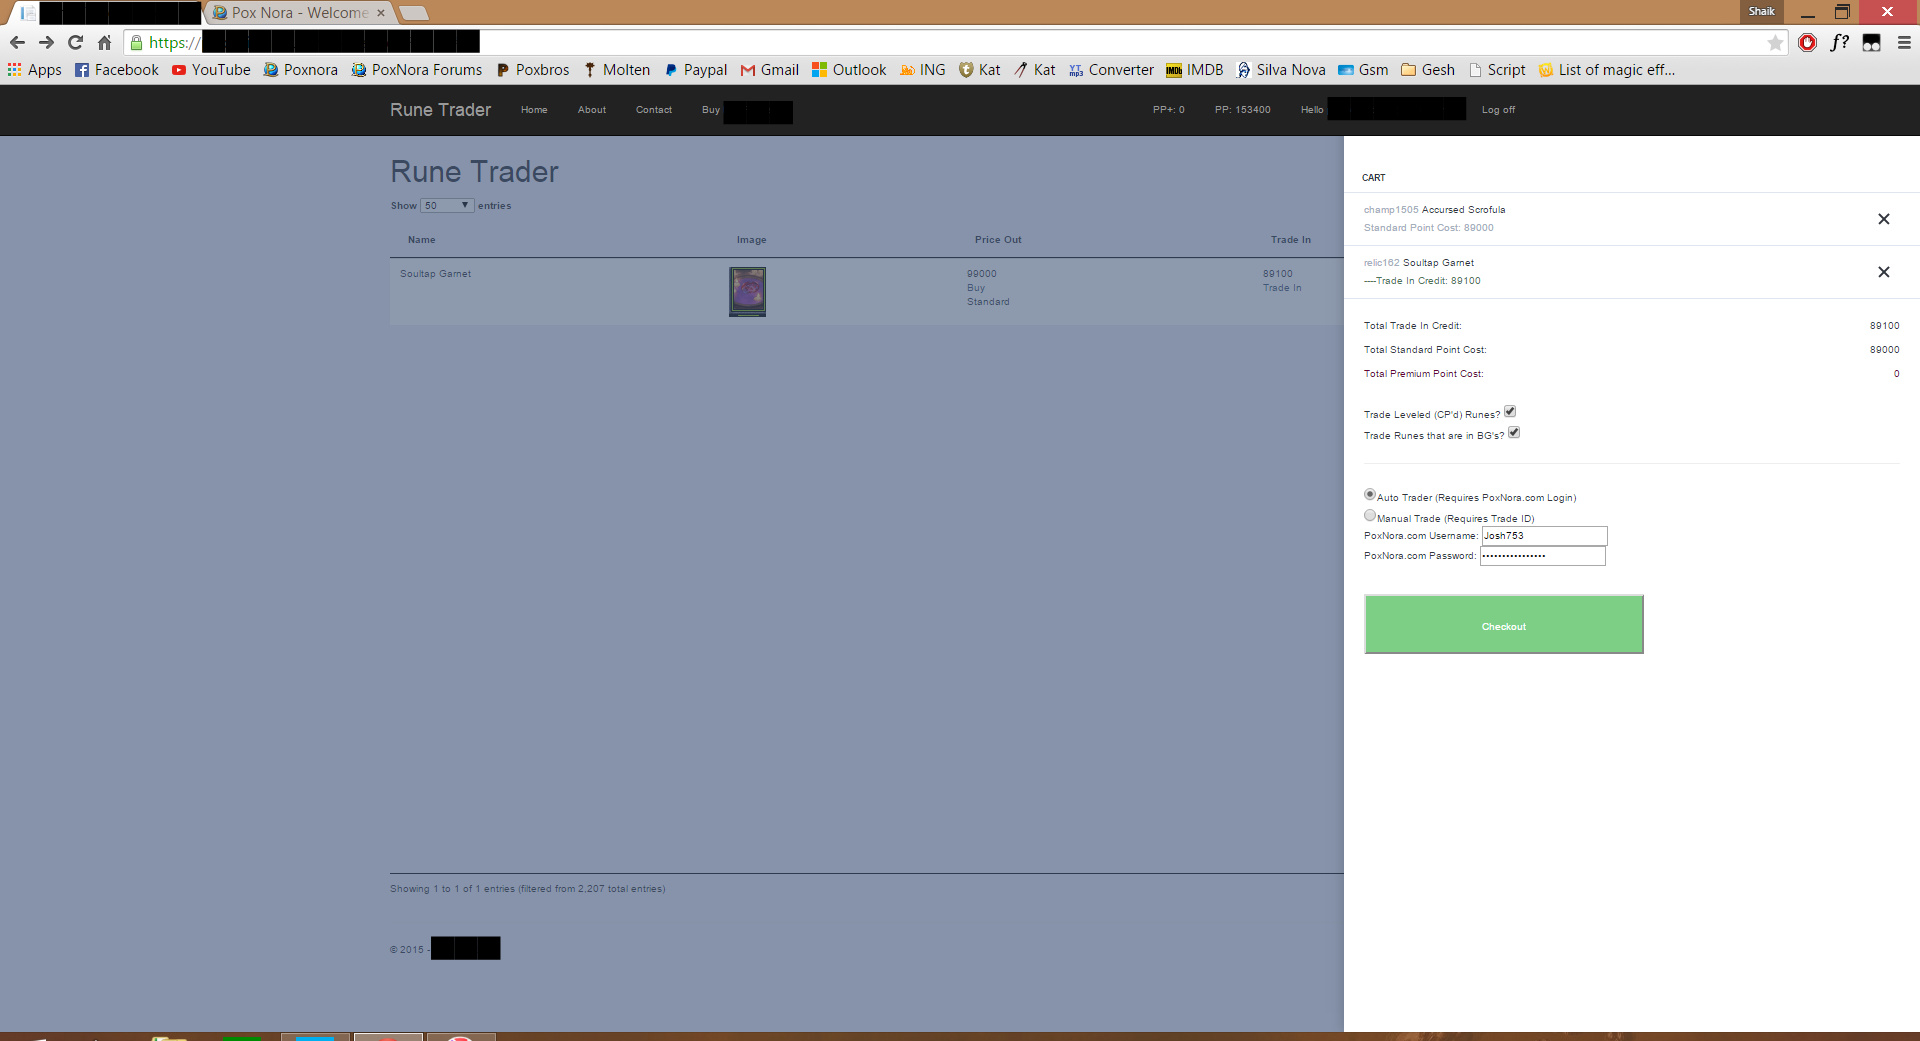 Pox Nora - Welcome
Shaik
https://
Apps Facebook YouTube Poxnora PoxNora Forums Poxbros Molten Paypal Gmail Outlook ING Kat Kat Converter IMDB Silva Nova Gsm Gesh Script List of magic eff...
Rune Trader Home About Contact Buy PP+: 0 PP: 153400 Hello Log off
Rune Trader
Show 50 entries
Name Image Price Out Trade In
Soultap Garnet 99000 89100
Buy Trade In
Standard
Showing 1 to 1 of 1 entries (filtered from 2,207 total entries)
© 2015 -
CART
champ1505 Accursed Scrofula
Standard Point Cost: 89000
relic162 Soultap Garnet
----Trade In Credit: 89100
Total Trade In Credit: 89100
Total Standard Point Cost: 89000
Total Premium Point Cost: 0
Trade Leveled (CP'd) Runes?
Trade Runes that are in BG's?
Auto Trader (Requires PoxNora.com Login)
Manual Trade (Requires Trade ID)
PoxNora.com Username: Josh753
PoxNora.com Password: ••••••••••••••••
Checkout